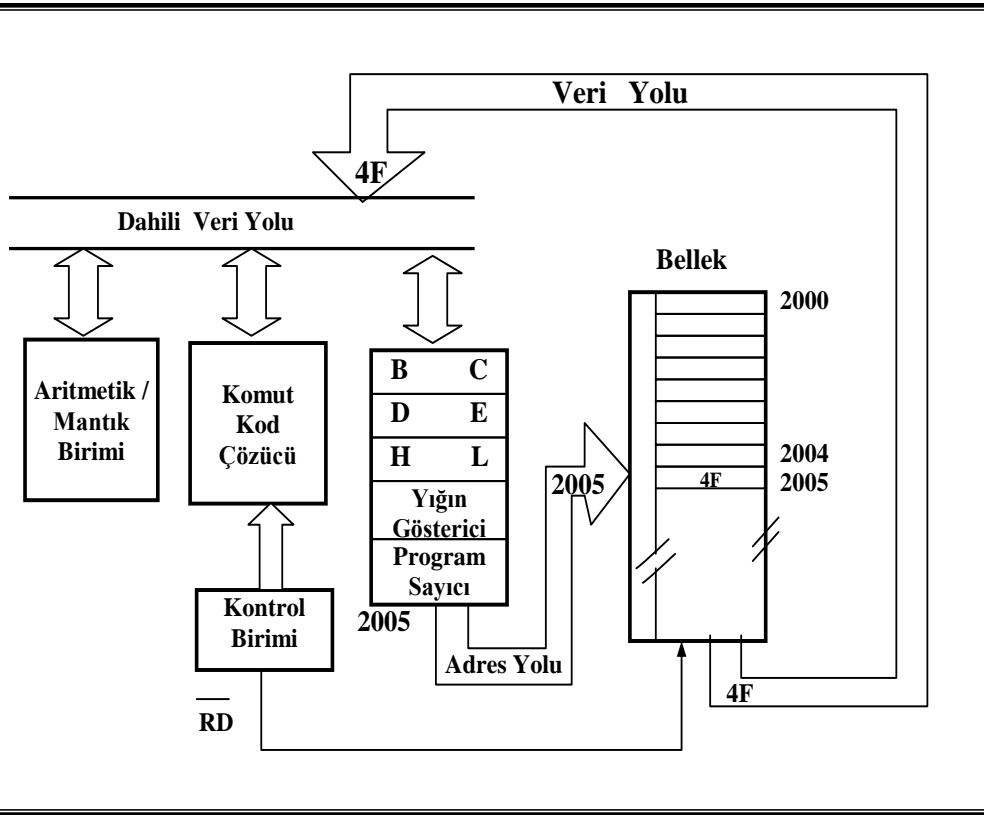 Veri Yolu
4F
Dahili Veri Yolu
Bellek
2000
Aritmetik /
Mantık
Birimi
Komut
Kod
Çözücü
B C
D E
H L
Yığın
Gösterici
Program
Sayıcı
2005
2005
2004
4F
2005
Kontrol
Birimi
Adres Yolu
RD
4F